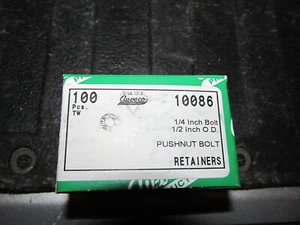 100 10086
Pcs.
TW
1/4 Inch Bolt
1/2 Inch O.D.
PUSHNUT BOLT
RETAINERS